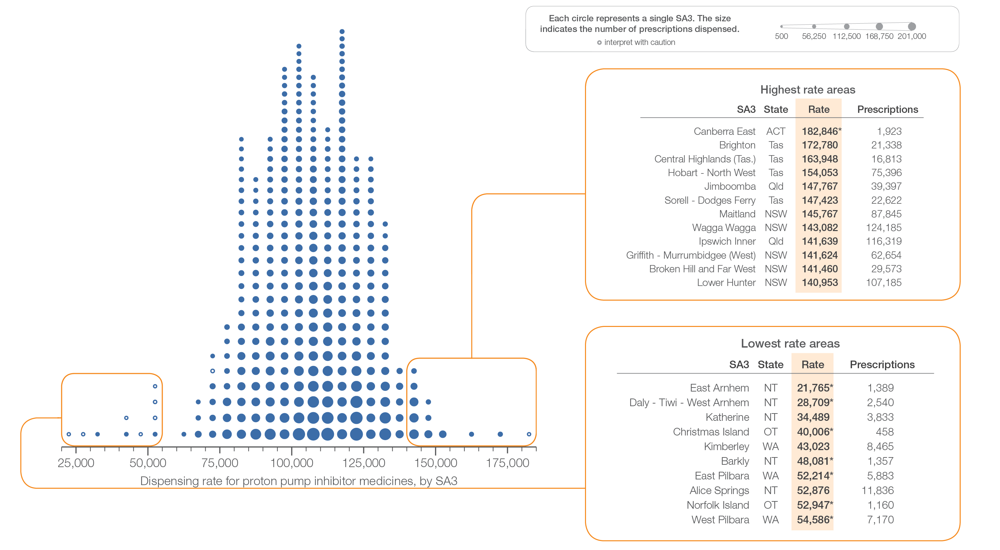 Each circle represents a single SA3. The size
indicates the number of prescriptions dispensed.
interpret with caution
500 56,250 112,500 168,750 201,000
Highest rate areas
SA3 State Rate Prescriptions
Canberra East ACT 182,846* 1,923
Brighton Tas 172,780 21,338
Central Highlands (Tas.) Tas 163,948 16,813
Hobart - North West Tas 154,053 75,396
Jimboomba Qld 147,767 39,397
Sorell - Dodges Ferry Tas 147,423 22,622
Maitland NSW 145,767 87,845
Wagga Wagga NSW 143,082 124,185
Ipswich Inner Qld 141,639 116,319
Griffith - Murrumbidgee (West) NSW 141,624 62,654
Broken Hill and Far West NSW 141,460 29,573
Lower Hunter NSW 140,953 107,185
Lowest rate areas
SA3 State Rate Prescriptions
East Arnhem NT 21,765* 1,389
Daly - Tiwi - West Arnhem NT 28,709* 2,540
Katherine NT 34,489 3,833
Christmas Island OT 40,006* 458
Kimberley WA 43,023 8,465
Barkly NT 48,081* 1,357
East Pilbara WA 52,214* 5,883
Alice Springs NT 52,876 11,836
Norfolk Island OT 52,947* 1,160
West Pilbara WA 54,586* 7,170
25,000 50,000 75,000 100,000 125,000 150,000 175,000
Dispensing rate for proton pump inhibitor medicines, by SA3